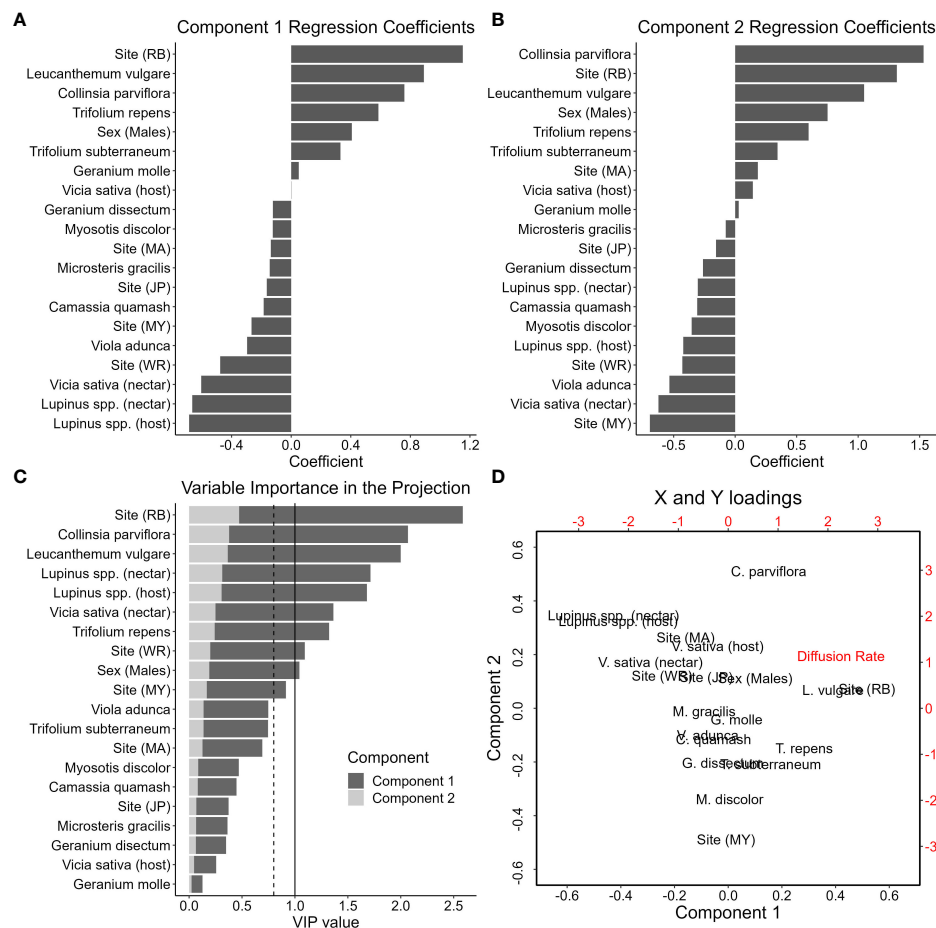 A
Component 1 Regression Coefficients
Site (RB)
Leucanthemum vulgare
Collinsia parviflora
Trifolium repens
Sex (Males)
Trifolium subterraneum
Geranium molle
Vicia sativa (host)
Geranium dissectum
Myosotis discolor
Site (MA)
Microsteris gracilis
Site (JP)
Camassia quamash
Site (MY)
Viola adunca
Site (WR)
Vicia sativa (nectar)
Lupinus spp. (nectar)
Lupinus spp. (host)
-0.4 0.0 0.4 0.8 1.2
Coefficient
B
Component 2 Regression Coefficients
Collinsia parviflora
Site (RB)
Leucanthemum vulgare
Sex (Males)
Trifolium repens
Trifolium subterraneum
Site (MA)
Vicia sativa (host)
Geranium molle
Microsteris gracilis
Site (JP)
Geranium dissectum
Lupinus spp. (nectar)
Camassia quamash
Myosotis discolor
Lupinus spp. (host)
Site (WR)
Viola adunca
Vicia sativa (nectar)
Site (MY)
-0.5 0.0 0.5 1.0 1.5
Coefficient
C
Variable Importance in the Projection
Site (RB)
Collinsia parviflora
Leucanthemum vulgare
Lupinus spp. (nectar)
Lupinus spp. (host)
Vicia sativa (nectar)
Trifolium repens
Site (WR)
Sex (Males)
Site (MY)
Viola adunca
Trifolium subterraneum
Site (MA)
Myosotis discolor
Camassia quamash
Site (JP)
Microsteris gracilis
Geranium disectum
Vicia sativa (host)
Geranium molle
Component
Component 1
Component 2
0.0 0.5 1.0 1.5 2.0 2.5
VIP value
D
X and Y loadings
-3 -2 -1 0 1 2 3
0.6
0.4
0.2
0.0
-0.2
-0.4
-0.6
Component 2
C. parviflora
Lupinus spp. (nectar)
Lupinus spp. (host)
Site (MA)
V. sativa (host)
Diffusion Rate
V. sativa (nectar)
Site (WR)
Site (JP)
Sex (Males)
L. vulgare
Site (RB)
M. gracilis
G. molle
V. adunca
C. quamash
T. repens
G. dissectum
T. subterraneum
M. discolor
Site (MY)
3
2
1
0
-1
-2
-3
-0.6 -0.4 -0.2 0.0 0.2 0.4 0.6
Component 1